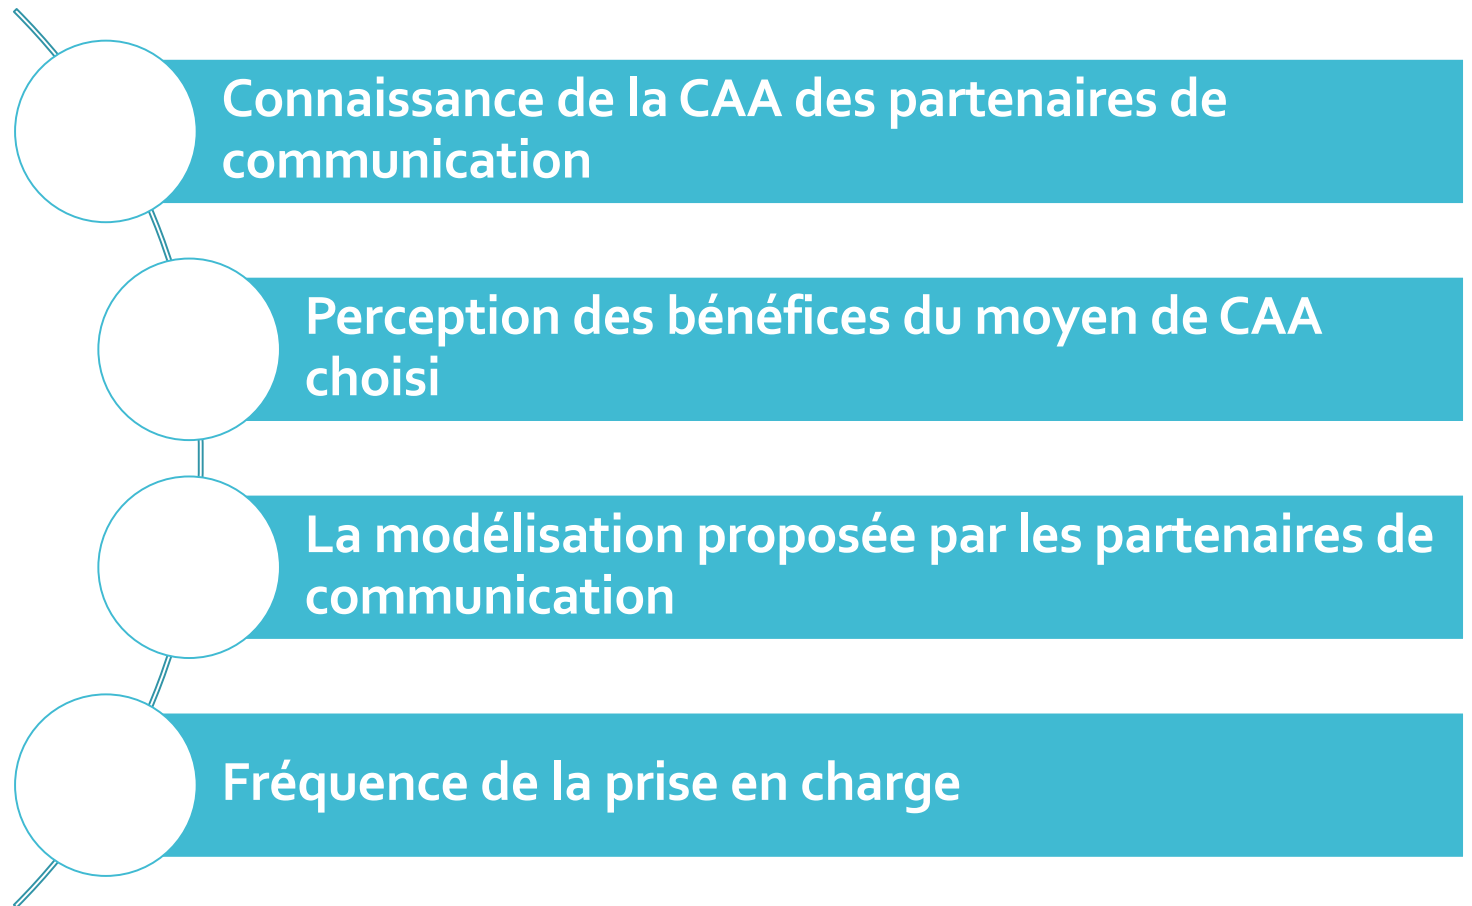 Connaissance de la CAA des partenaires de
communication
Perception des bénéfices du moyen de CAA
choisi
La modélisation proposée par les partenaires de
communication
Fréquence de la prise en charge